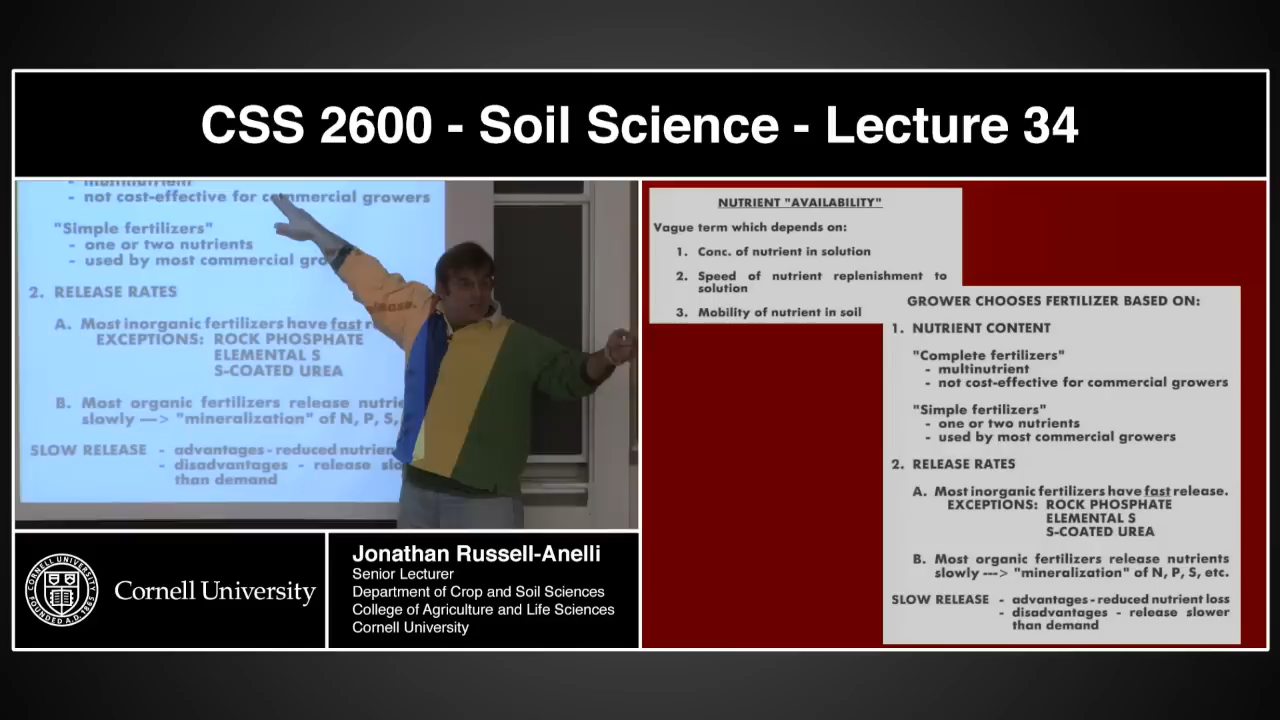 CSS 2600 - Soil Science - Lecture 34
multinutrient
- not cost-effective for commercial growers
"Simple fertilizers"
- one or two nutrients
- used by most commercial gro
2. RELEASE RATES
A. Most inorganic fertilizers have fast
EXCEPTIONS: ROCK PHOSPHATE
ELEMENTAL S
S-COATED UREA
B. Most organic fertilizers release nutrie
slowly ---> "mineralization" of N, P, S,
SLOW RELEASE - advantages - reduced nutrien
- disadvantages - release slo
than demand
NUTRIENT "AVAILABILITY"
Vague term which depends on:
1. Conc. of nutrient in solution
2. Speed of nutrient replenishment to
solution
3. Mobility of nutrient in soil
GROWER CHOOSES FERTILIZER BASED ON:
1. NUTRIENT CONTENT
"Complete fertilizers"
- multinutrient
- not cost-effective for commercial growers
"Simple fertilizers"
- one or two nutrients
- used by most commercial growers
2. RELEASE RATES
A. Most inorganic fertilizers have fast release.
EXCEPTIONS: ROCK PHOSPHATE
ELEMENTAL S
S-COATED UREA
B. Most organic fertilizers release nutrients
slowly ---> "mineralization" of N, P, S, etc.
SLOW RELEASE - advantages - reduced nutrient loss
- disadvantages - release slower
than demand
CORNELL UNIVERSITY
FOUNDED A.D. 1865
Cornell University
Jonathan Russell-Anelli
Senior Lecturer
Department of Crop and Soil Sciences
College of Agriculture and Life Sciences
Cornell University